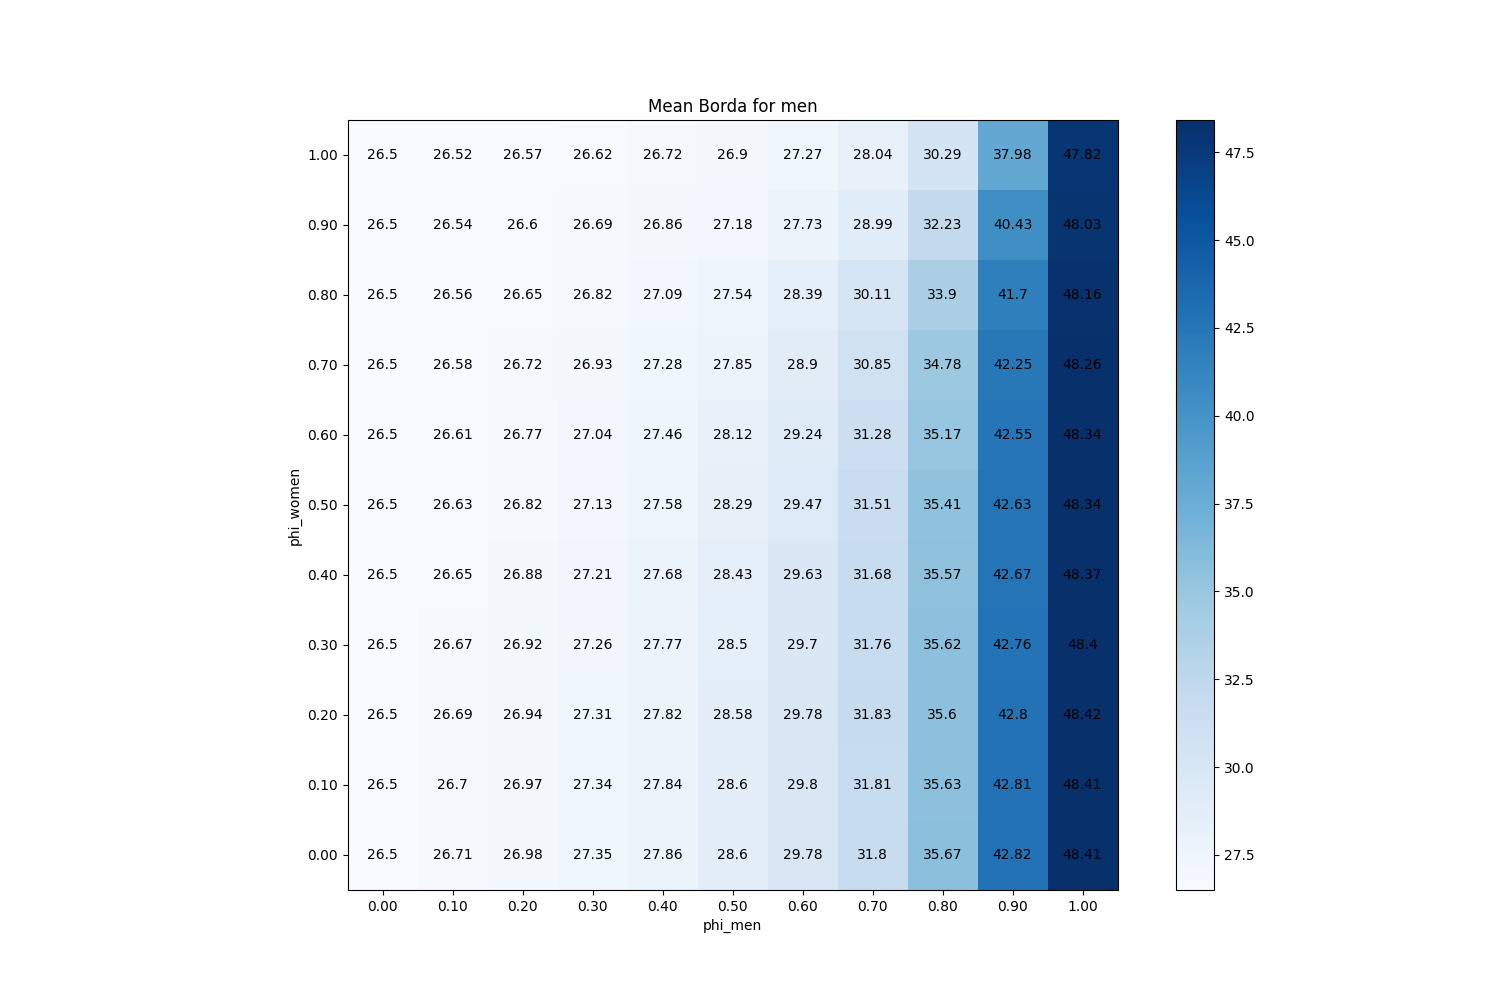 Mean Borda for men
1.00 26.5 26.52 26.57 26.62 26.72 26.9 27.27 28.04 30.29 37.98 47.82
0.90 26.5 26.54 26.6 26.69 26.86 27.18 27.73 28.99 32.23 40.43 48.03
0.80 26.5 26.56 26.65 26.82 27.09 27.54 28.39 30.11 33.9 41.7 48.16
0.70 26.5 26.58 26.72 26.93 27.28 27.85 28.9 30.85 34.78 42.25 48.26
0.60 26.5 26.61 26.77 27.04 27.46 28.12 29.24 31.28 35.17 42.55 48.34
0.50 26.5 26.63 26.82 27.13 27.58 28.29 29.47 31.51 35.41 42.63 48.34
0.40 26.5 26.65 26.88 27.21 27.68 28.43 29.63 31.68 35.57 42.67 48.37
0.30 26.5 26.67 26.92 27.26 27.77 28.5 29.7 31.76 35.62 42.76 48.4
0.20 26.5 26.69 26.94 27.31 27.82 28.58 29.78 31.83 35.6 42.8 48.42
0.10 26.5 26.7 26.97 27.34 27.84 28.6 29.8 31.81 35.63 42.81 48.41
0.00 26.5 26.71 26.98 27.35 27.86 28.6 29.78 31.8 35.67 42.82 48.41
0.00 0.10 0.20 0.30 0.40 0.50 0.60 0.70 0.80 0.90 1.00
phi_men
phi_women
47.5
45.0
42.5
40.0
37.5
35.0
32.5
30.0
27.5